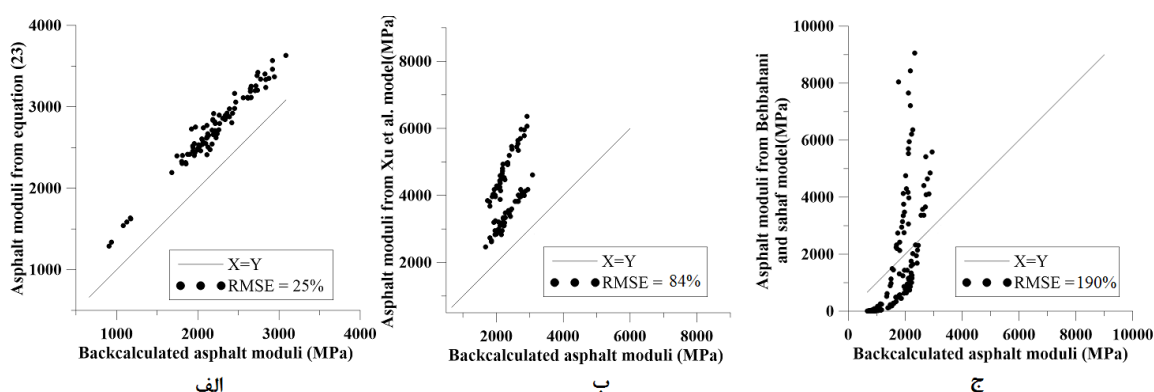 Asphalt moduli from equation (23)
4000
3000
2000
1000
X=Y
RMSE = 25%
1000
2000
3000
4000
Backcalculated asphalt moduli (MPa)
الف
Asphalt moduli from Xu et al. model(MPa)
8000
6000
4000
2000
X=Y
RMSE = 84%
2000
4000
6000
8000
Backcalculated asphalt moduli (MPa)
ب
Asphalt moduli from Behbahani
and sahaf model(MPa)
10000
8000
6000
4000
2000
0
X=Y
RMSE =190%
0
2000
4000
6000
8000
10000
Backcalculated asphalt moduli (MPa)
ج